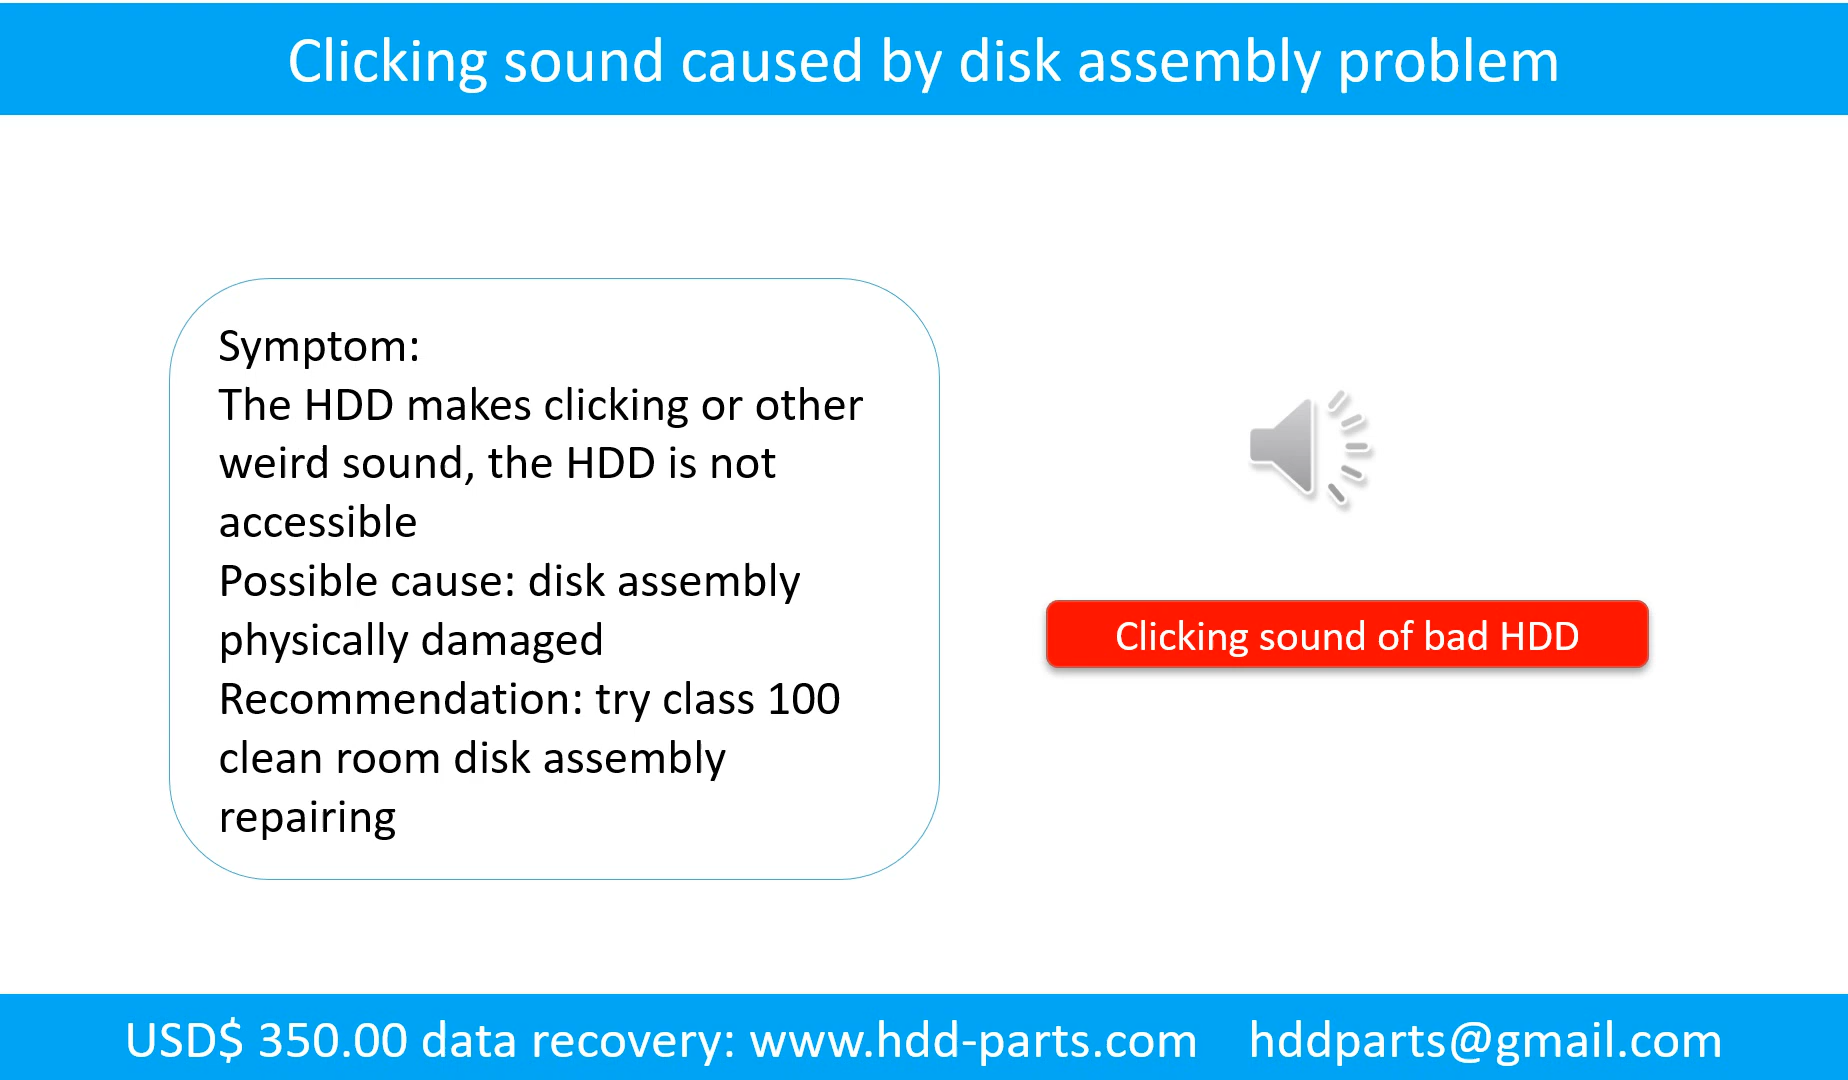 Clicking sound caused by disk assembly problem
Symptom:
The HDD makes clicking or other
weird sound, the HDD is not
accessible
Possible cause: disk assembly
physically damaged
Recommendation: try class 100
clean room disk assembly
repairing
Clicking sound of bad HDD
USD$ 350.00 data recovery: www.hdd-parts.com hddparts@gmail.com